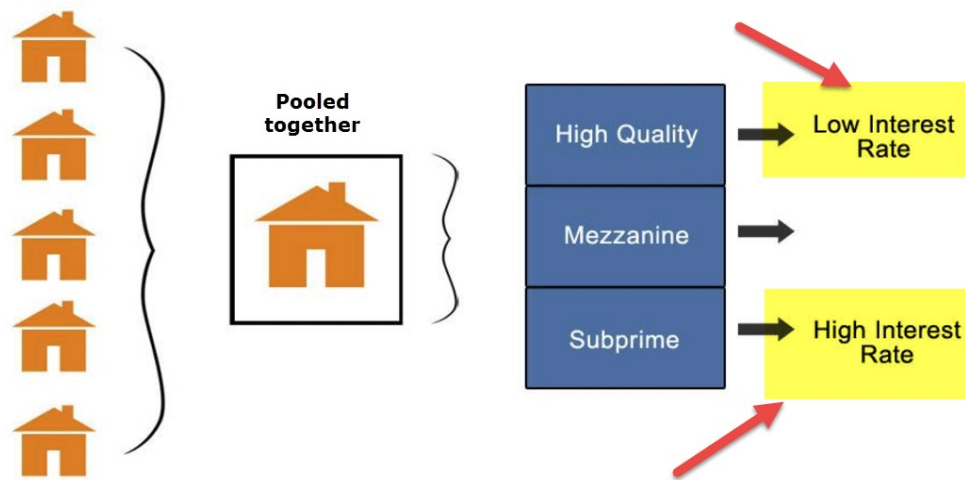 Pooled
together
High Quality
Low Interest
Rate
Mezzanine
Subprime
High Interest
Rate